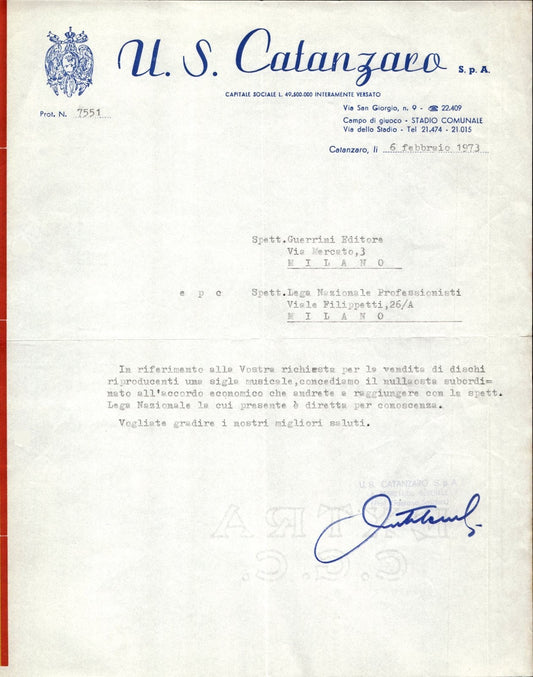 U. S. Catanzaro S.p.A.
CAPITALE SOCIALE L. 49.500.000 INTERAMENTE VERSATO
Via San Giorgio, n. 9 - ☎ 22.409
Prot. N. 7551
Campo di giuoco - STADIO COMUNALE
Via dello Stadio - Tel 21.474 - 21.015
Catanzaro, lì 6 febbraio 1973
Spett.Guerrini Editore
Via Mercato,3
M I L A N O
e p c Spett.Lega Nazionale Professionisti
Viale Filippetti,26/A
M I L A N O
In riferimento alla Vostra richiesta per la vendita di dischi
riproducenti una sigla musicale,concediamo il nullaosta subordi=
nato all'accordo economico che andrete a raggiungere con la spett.
Lega Nazionale la cui presente è diretta per conoscenza.
Vogliate gradire i nostri migliori saluti.
U. S. CATANZARO S.p.A.
EXTRA
C.G.C.